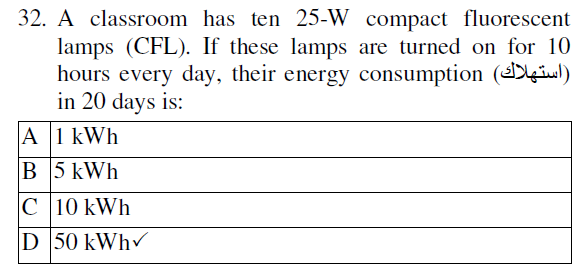 32. A classroom has ten 25-W compact fluorescent
lamps (CFL). If these lamps are turned on for 10
hours every day, their energy consumption (استهلاك)
in 20 days is:
A 1 kWh
B 5 kWh
C 10 kWh
D 50 kWh✓